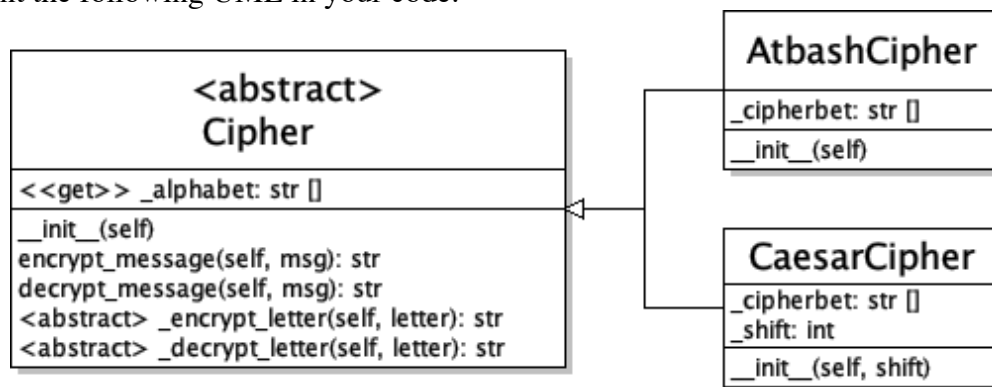 the following UML in your code:
<abstract>
Cipher
<<get>> _alphabet: str []
__init__(self)
encrypt_message(self, msg): str
decrypt_message(self, msg): str
<abstract> _encrypt_letter(self, letter): str
<abstract> _decrypt_letter(self, letter): str
AtbashCipher
_cipherbet: str []
__init__(self)
CaesarCipher
_cipherbet: str []
_shift: int
__init__(self, shift)